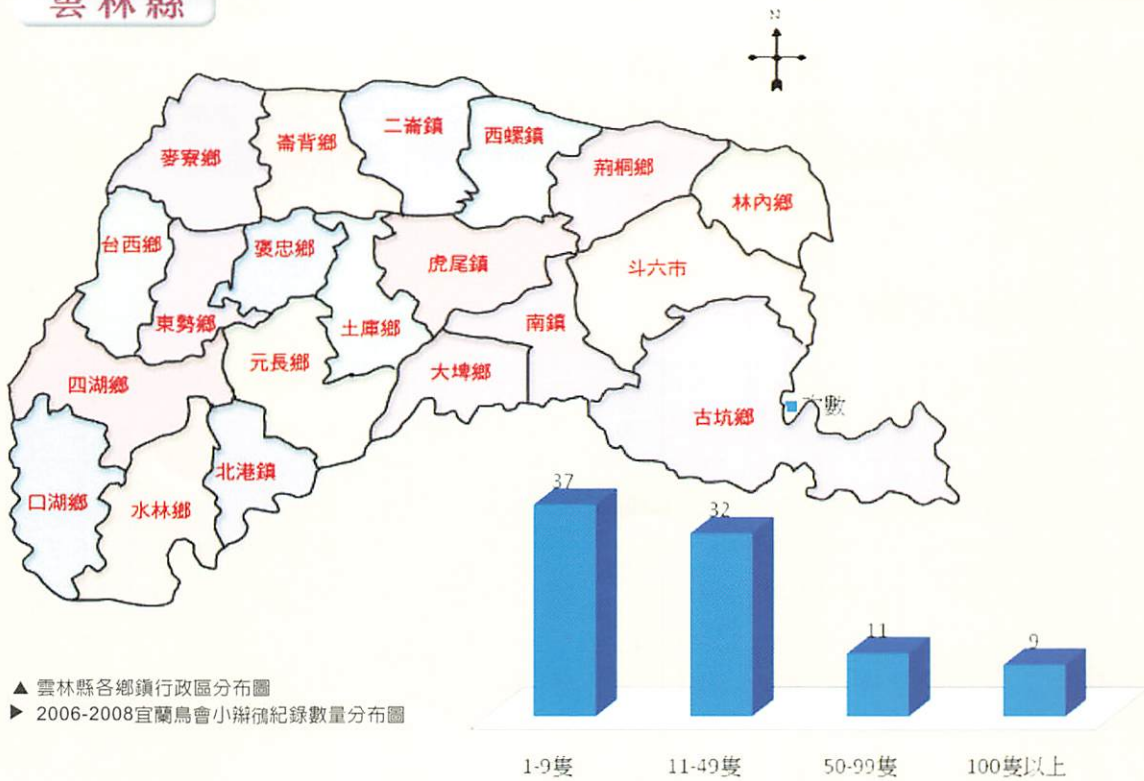 雲林縣
N
麥寮鄉
崙背鄉
二崙鎮
西螺鎮
莿桐鄉
林內鄉
台西鄉
褒忠鄉
虎尾鎮
斗六市
東勢鄉
土庫鄉
南鎮
四湖鄉
元長鄉
大埤鄉
古坑鄉
數
北港鎮
口湖鄉
水林鄉
37
32
11
9
▲ 雲林縣各鄉鎮行政區分布圖
▶ 2006-2008宜蘭鳥會小辮鴴紀錄數量分布圖
1-9隻
11-49隻
50-99隻
100隻以上